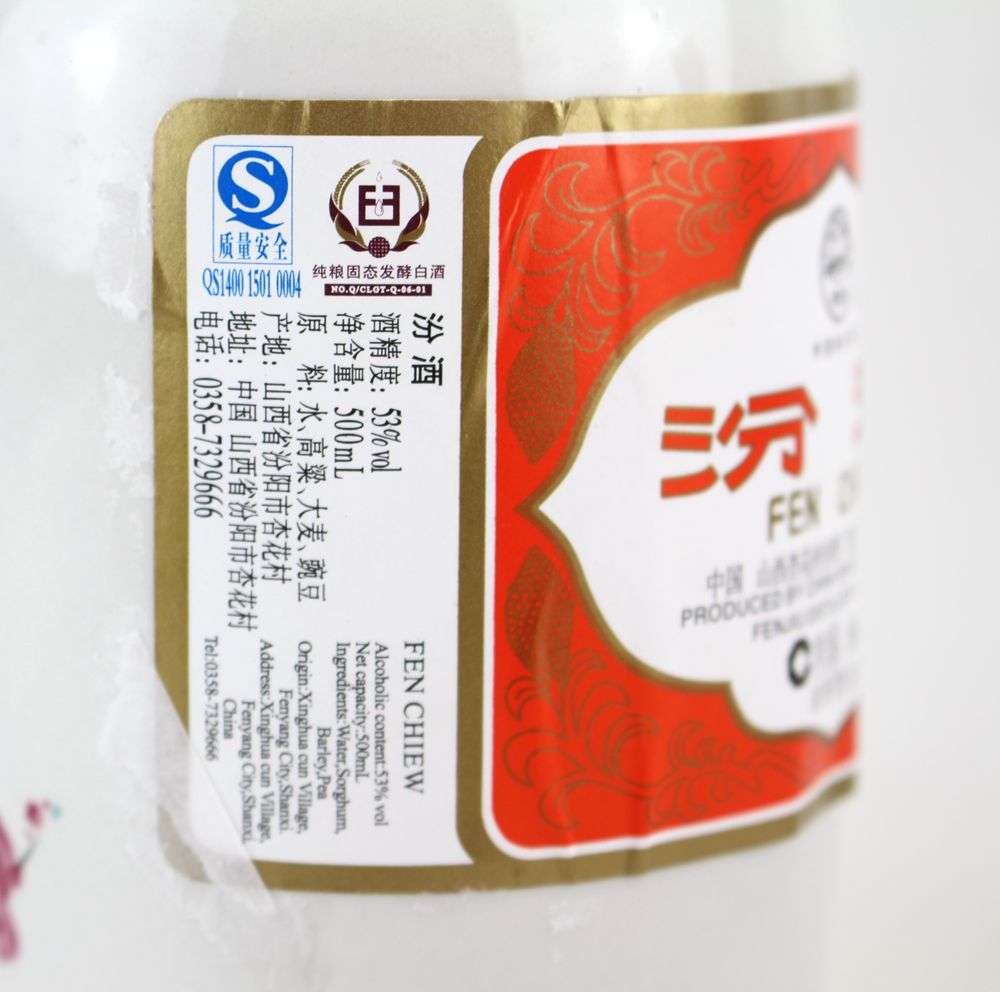 质量安全
QS1400 1501 0004
纯粮固态发酵白酒
NO.Q/CLGT-Q-06-01
汾酒
酒精度：53%vol
净含量：500mL
原 料：水、高粱、大麦、豌豆
产地：山西省汾阳市杏花村
地址：中国 山西省汾阳市杏花村
电话：0358-7329666
FEN CHIEW
Alcoholic content:53% vol
Net capacity:500mL
Ingredients:Water,Sorghum,
Barley,Pea
Origin:Xinghua cun Village,
Fenyang City,Shanxi
Address:Xinghua cun Village,
Fenyang City,Shanxi,
China
Tel:0358-7329666
汾
FEN
中国
PRODUCED BY